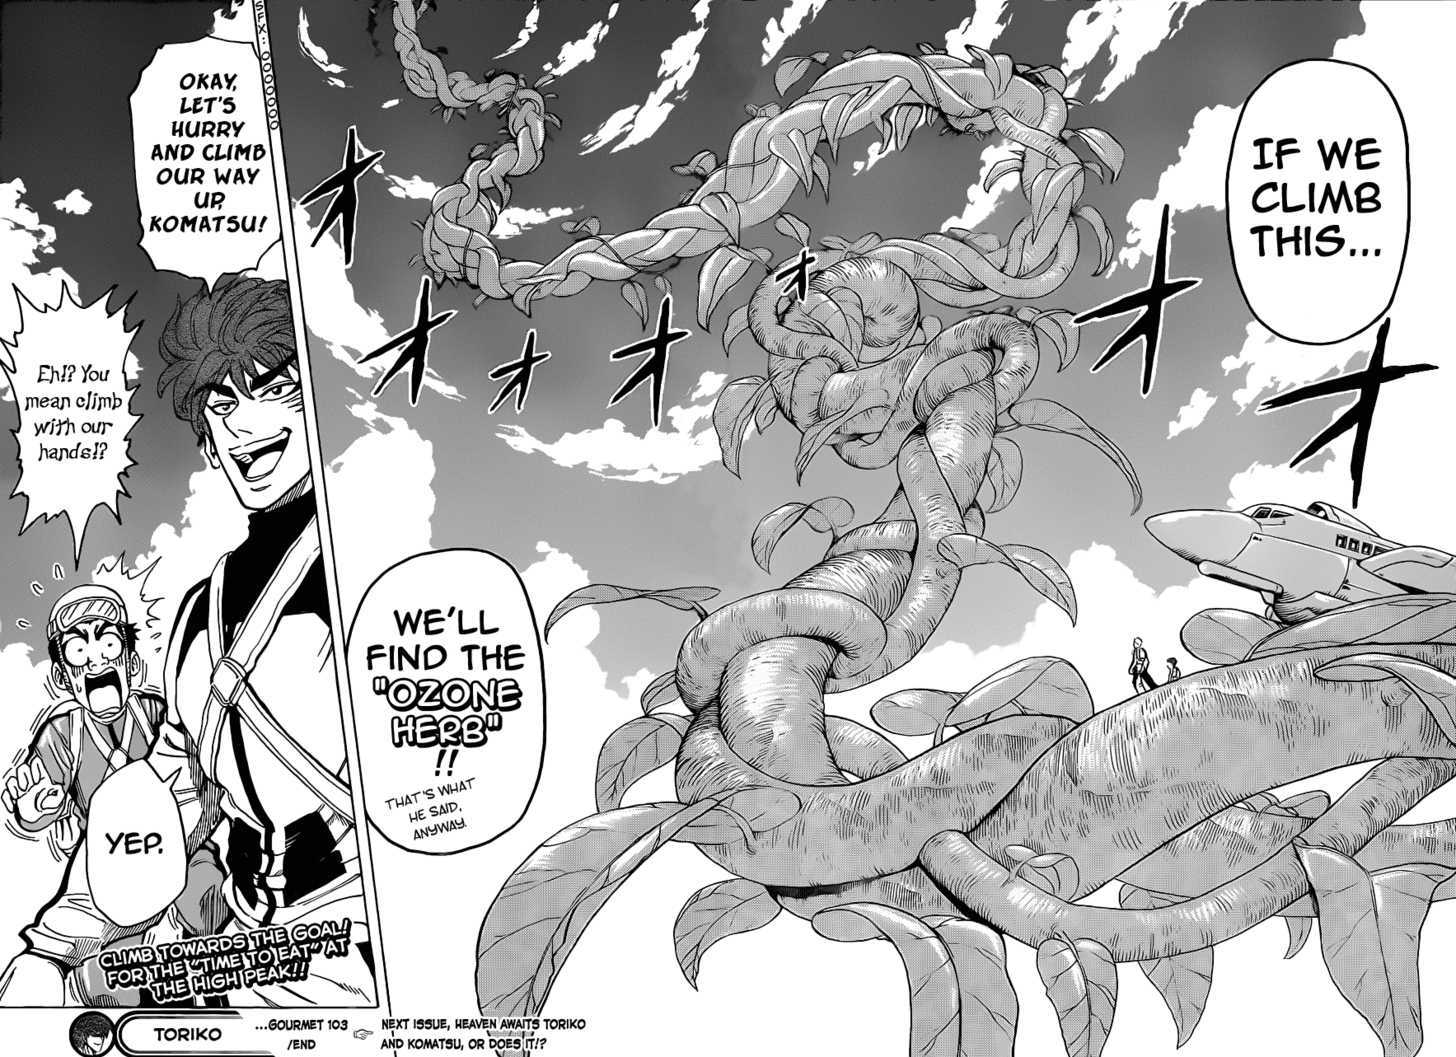 IF WE
CLIMB
THIS...
WE'LL
FIND THE
"OZONE
HERB"
!!
THAT'S WHAT
HE SAID,
ANYWAY.
SFX: OOOOOOO
OKAY,
LET'S
HURRY
AND CLIMB
OUR WAY
UP,
KOMATSU!
Eh!? You
mean climb
with our
hands!?
YEP.
CLIMB TOWARDS THE GOAL!
FOR THE "TIME TO EAT" AT
THE HIGH PEAK!!
TORIKO
...GOURMET 103
/END
NEXT ISSUE, HEAVEN AWAITS TORIKO
AND KOMATSU, OR DOES IT!?